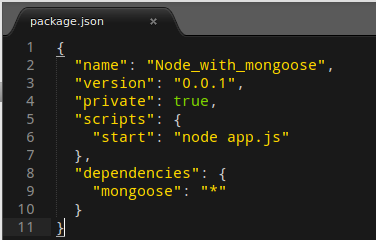 package.json ×
1 {
2   "name": "Node_with_mongoose",
3   "version": "0.0.1",
4   "private": true,
5   "scripts": {
6     "start": "node app.js"
7   },
8   "dependencies": {
9     "mongoose": "*"
10   }
11 }